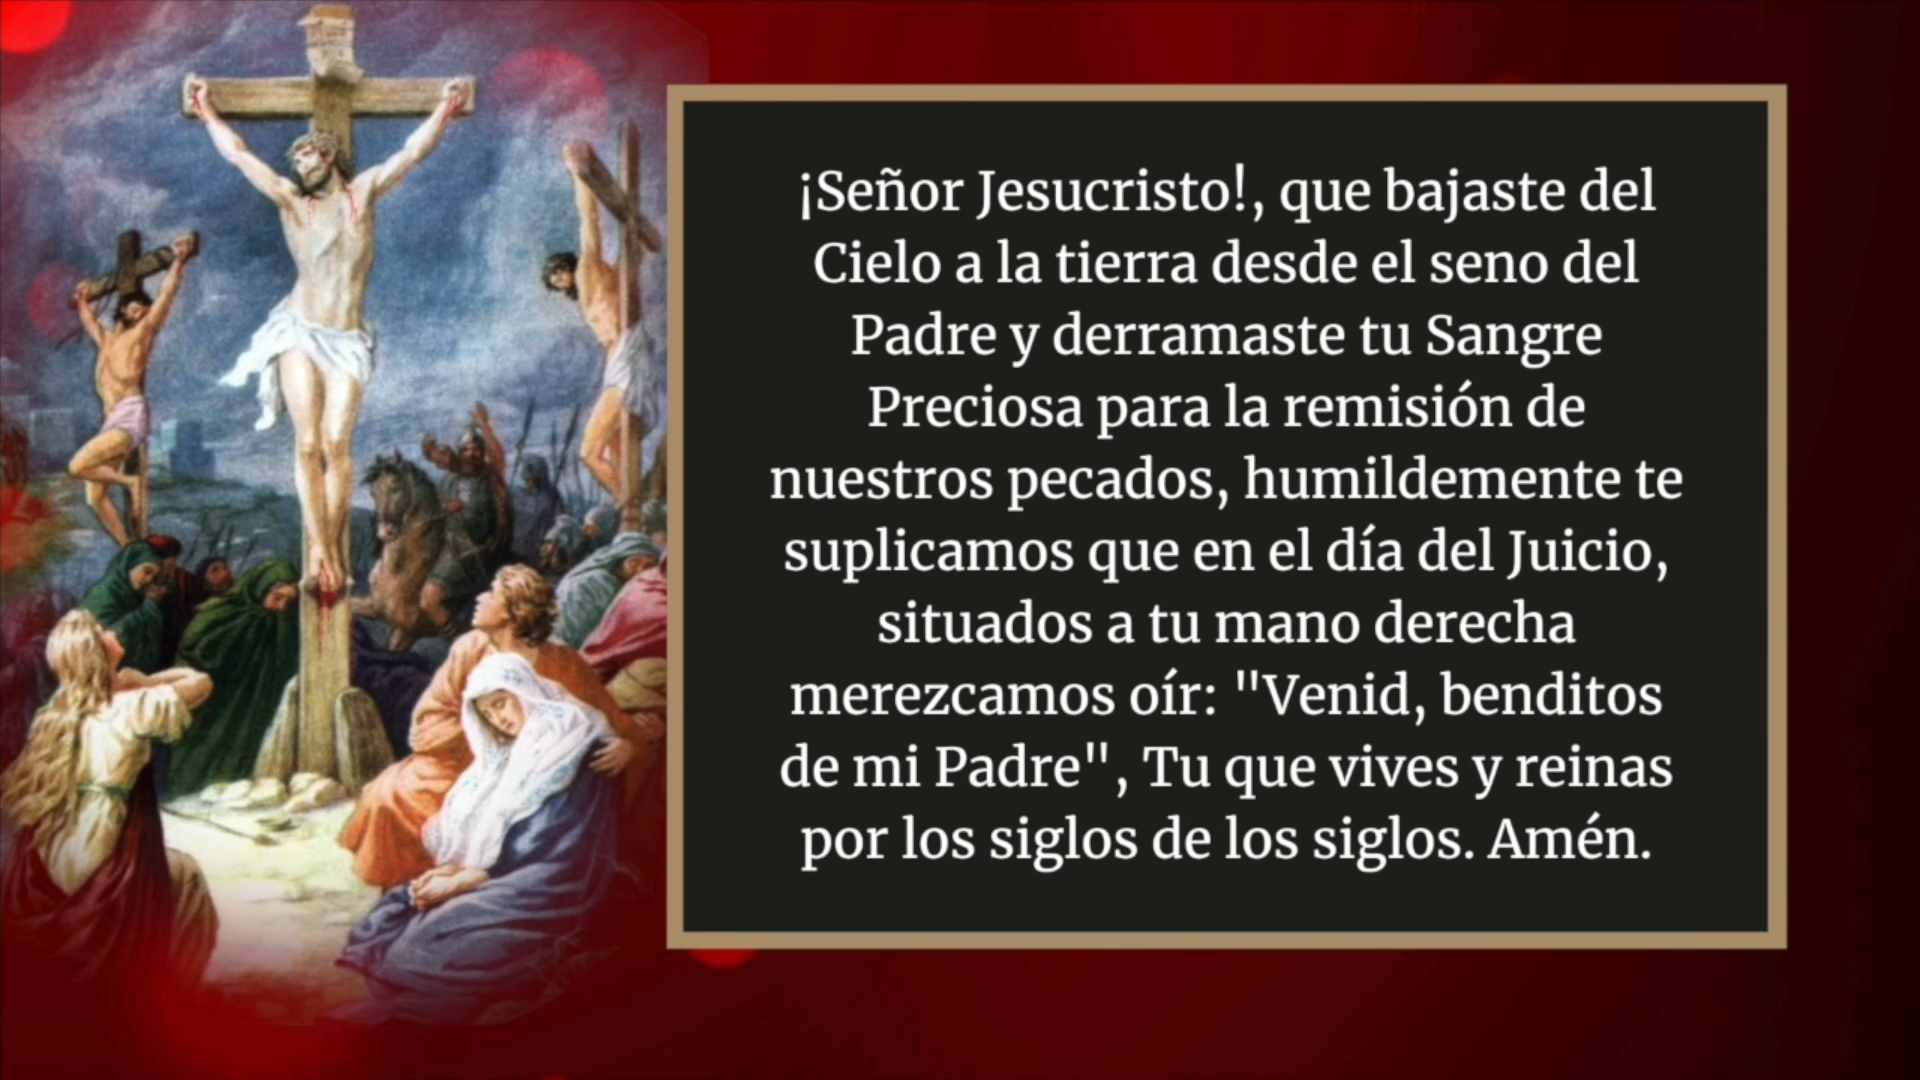 ¡Señor Jesucristo!, que bajaste del
Cielo a la tierra desde el seno del
Padre y derramaste tu Sangre
Preciosa para la remisión de
nuestros pecados, humildemente te
suplicamos que en el día del Juicio,
situados a tu mano derecha
merezcamos oír: "Venid, benditos
de mi Padre", Tu que vives y reinas
por los siglos de los siglos. Amén.